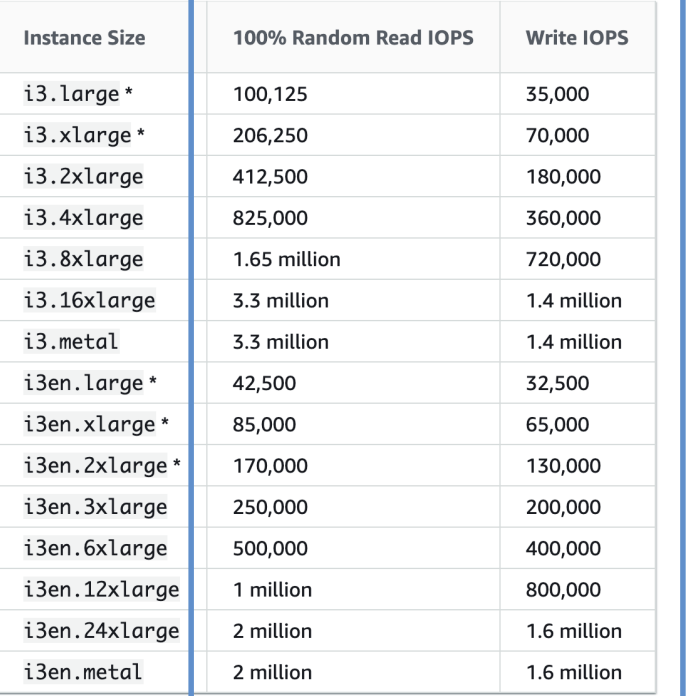 Instance Size 100% Random Read IOPS Write IOPS
i3.large * 100,125 35,000
i3.xlarge * 206,250 70,000
i3.2xlarge 412,500 180,000
i3.4xlarge 825,000 360,000
i3.8xlarge 1.65 million 720,000
i3.16xlarge 3.3 million 1.4 million
i3.metal 3.3 million 1.4 million
i3en.large * 42,500 32,500
i3en.xlarge * 85,000 65,000
i3en.2xlarge * 170,000 130,000
i3en.3xlarge 250,000 200,000
i3en.6xlarge 500,000 400,000
i3en.12xlarge 1 million 800,000
i3en.24xlarge 2 million 1.6 million
i3en.metal 2 million 1.6 million